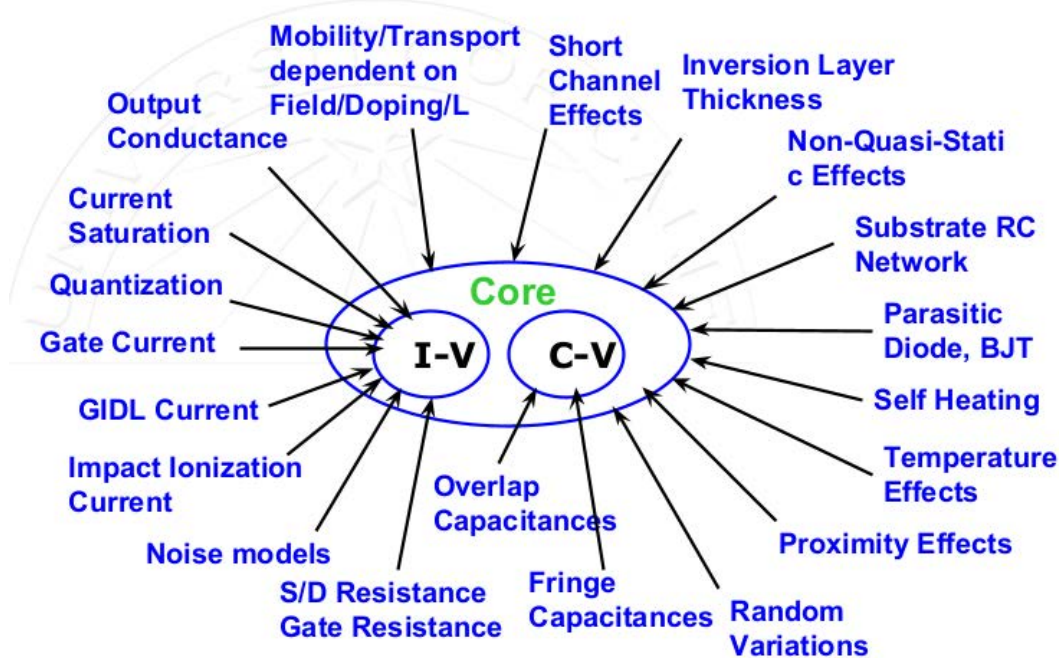 Mobility/Transport
dependent on
Field/Doping/L
Short
Channel
Effects
Inversion Layer
Thickness
Output
Conductance
Non-Quasi-Stati
c Effects
Current
Saturation
Substrate RC
Network
Quantization
Core
Parasitic
Diode, BJT
Gate Current
I-V
C-V
GIDL Current
Self Heating
Impact Ionization
Current
Overlap
Capacitances
Temperature
Effects
Noise models
Proximity Effects
S/D Resistance
Gate Resistance
Fringe
Capacitances
Random
Variations